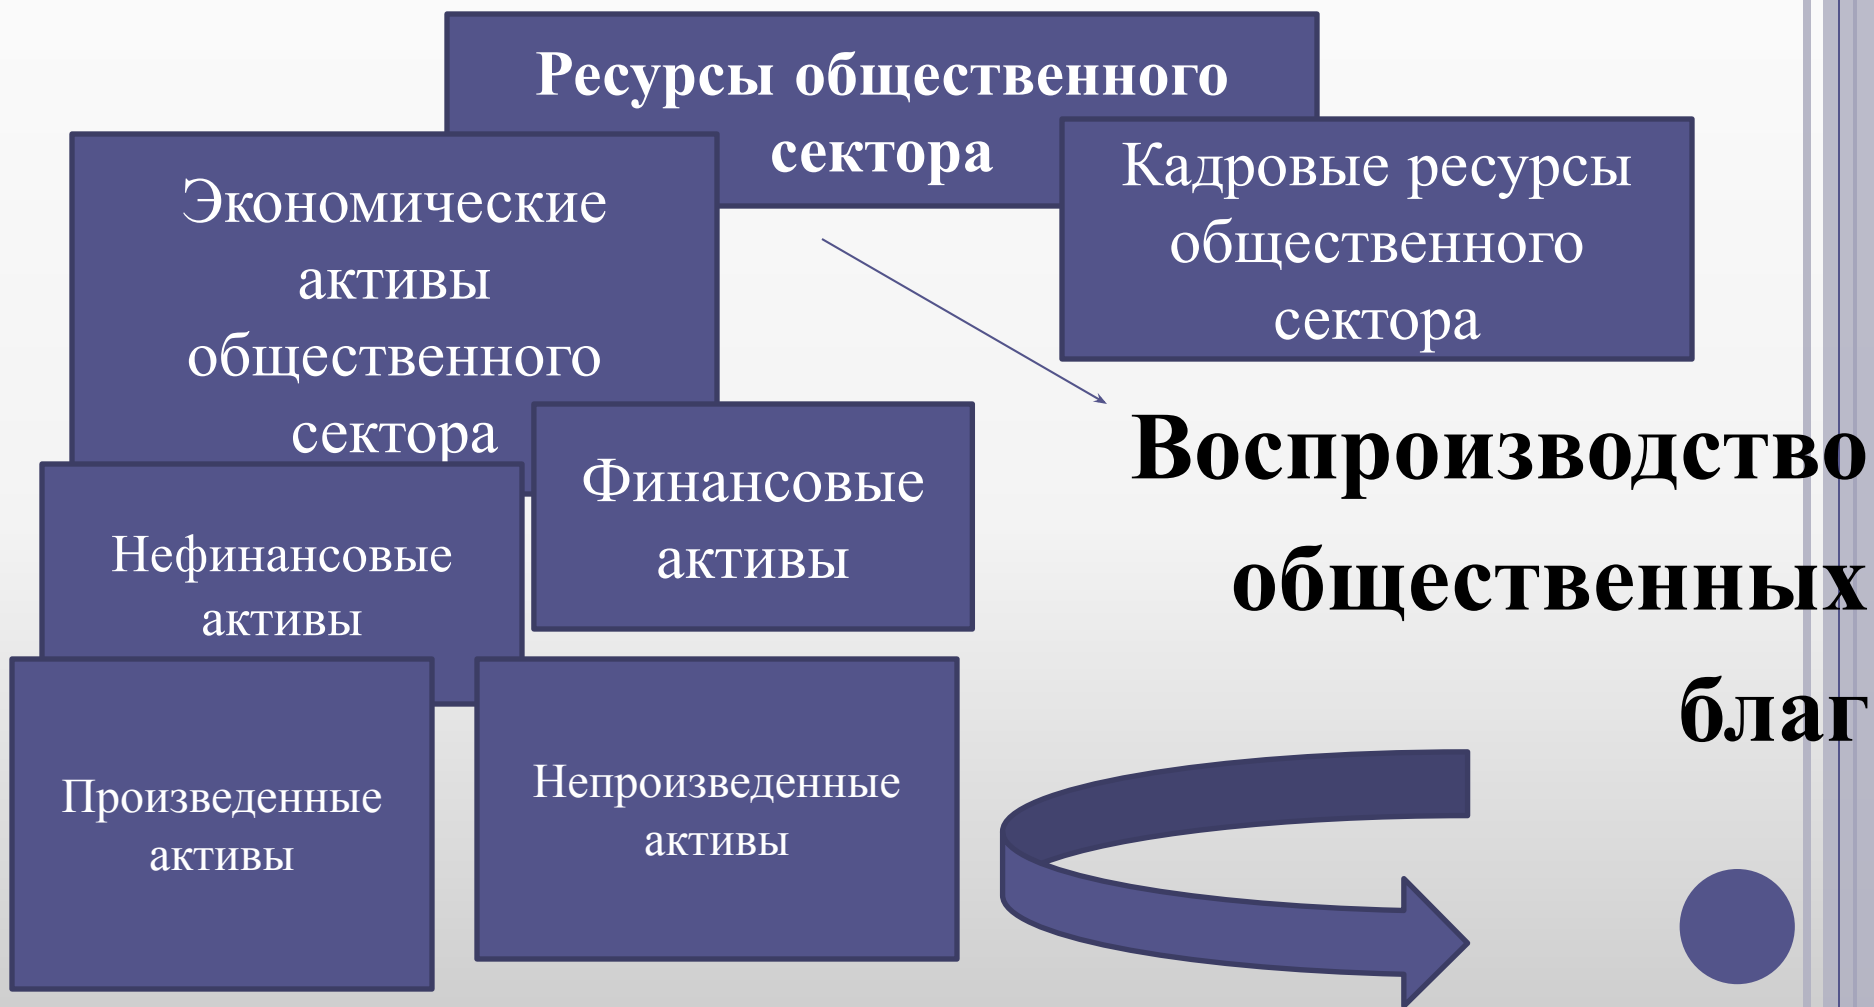 Ресурсы общественного
сектора
Экономические
активы
общественного
сектора
Кадровые ресурсы
общественного
сектора
Финансовые
активы
Нефинансовые
активы
Произведенные
активы
Непроизведенные
активы
Воспроизводство
общественных
благ